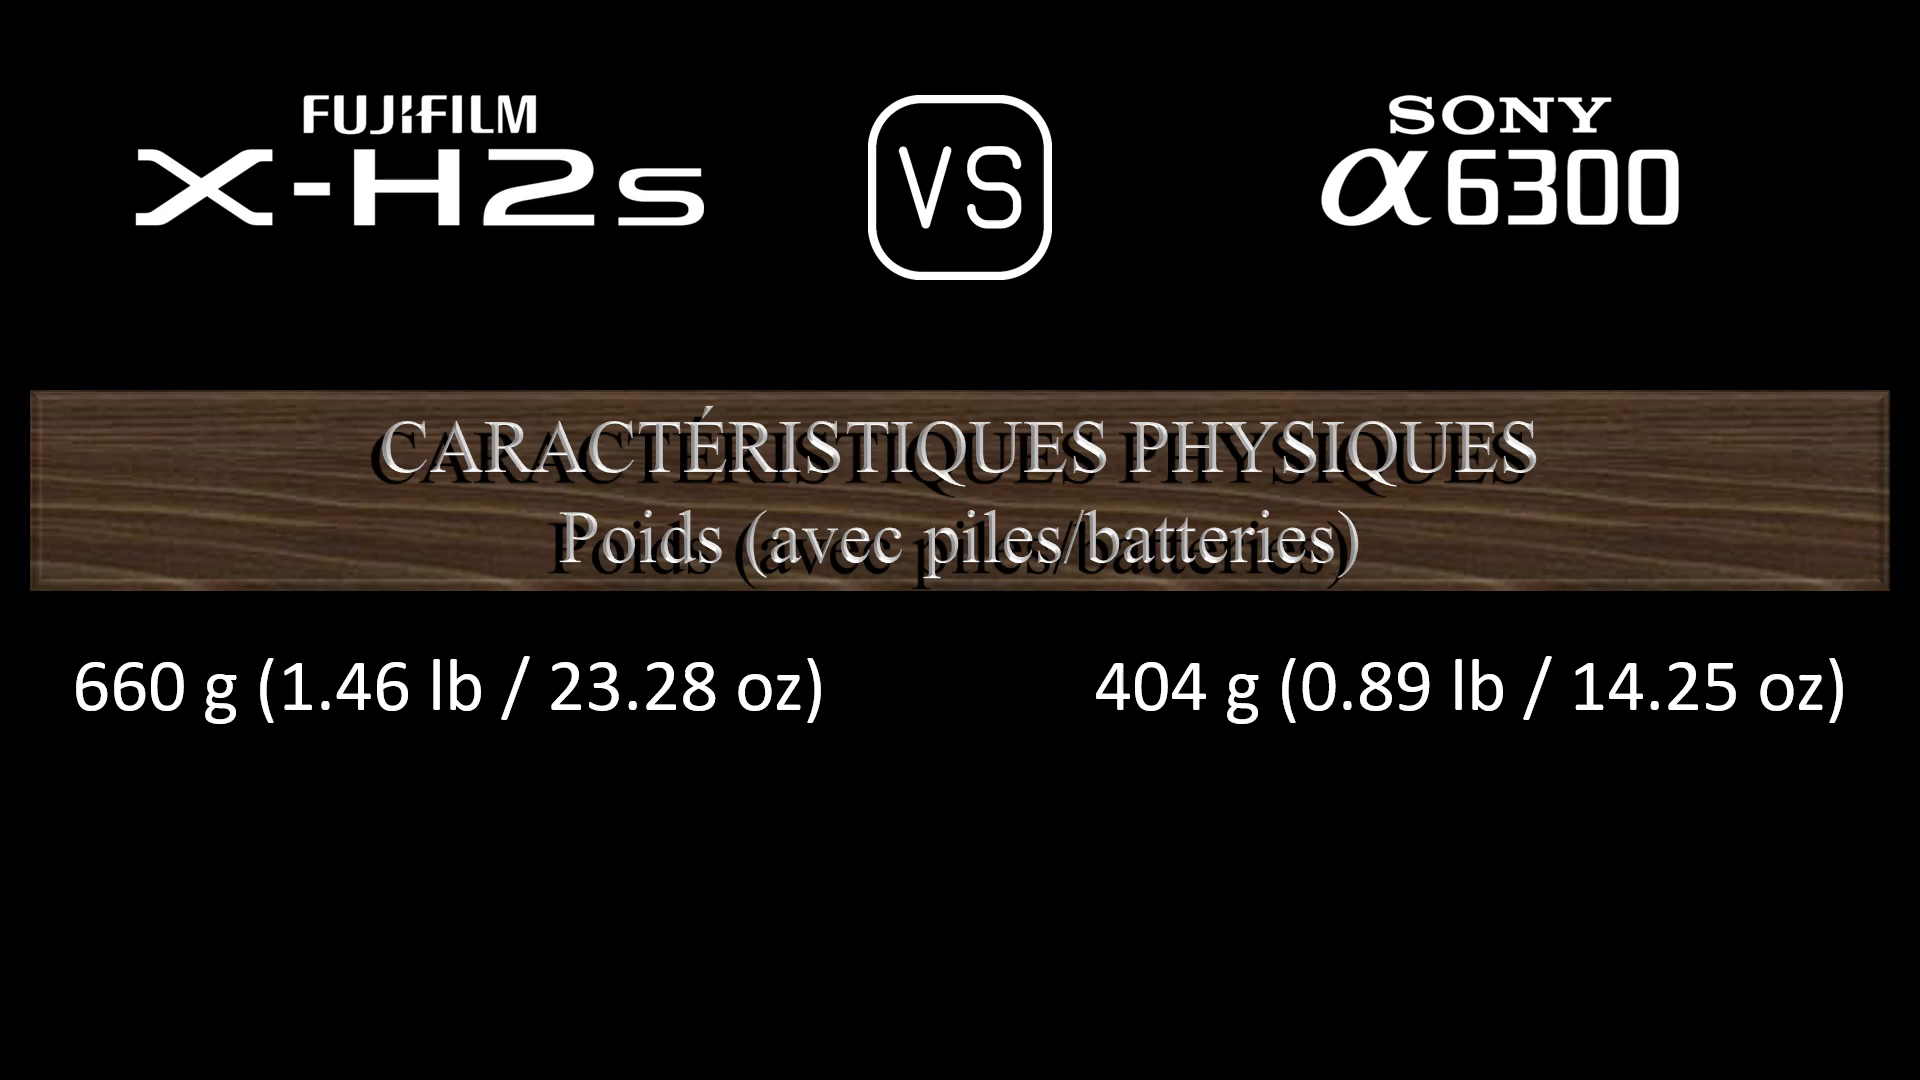 FUJIFILM
X-H2s
VS
SONY
α6300
CARACTÉRISTIQUES PHYSIQUES
Poids (avec piles/batteries)
660 g (1.46 lb / 23.28 oz)
404 g (0.89 lb / 14.25 oz)